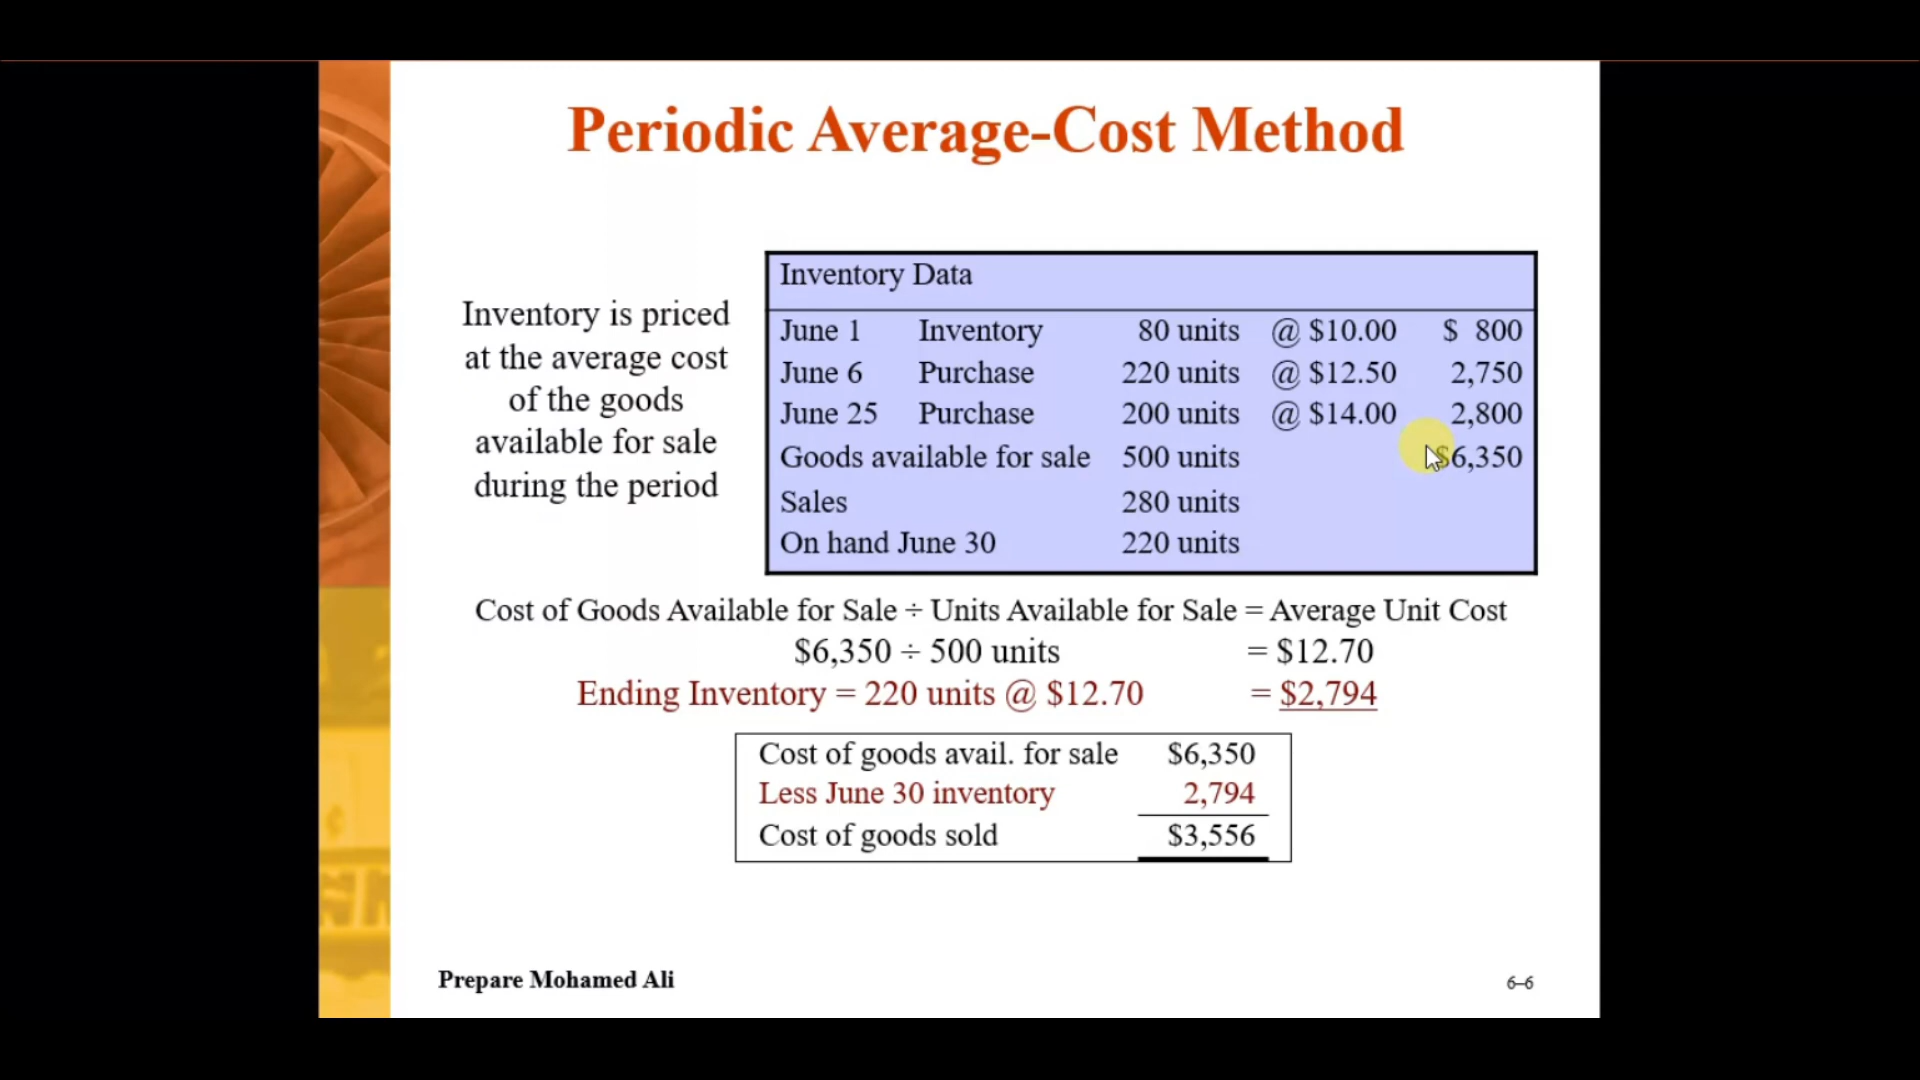 Periodic Average-Cost Method
Inventory is priced
at the average cost
of the goods
available for sale
during the period
Inventory Data
June 1 Inventory 80 units @ $10.00 $ 800
June 6 Purchase 220 units @ $12.50 2,750
June 25 Purchase 200 units @ $14.00 2,800
Goods available for sale 500 units $6,350
Sales 280 units
On hand June 30 220 units
Cost of Goods Available for Sale ÷ Units Available for Sale = Average Unit Cost
$6,350 ÷ 500 units = $12.70
Ending Inventory = 220 units @ $12.70 = $2,794
Cost of goods avail. for sale $6,350
Less June 30 inventory 2,794
Cost of goods sold $3,556
Prepare Mohamed Ali
6–6